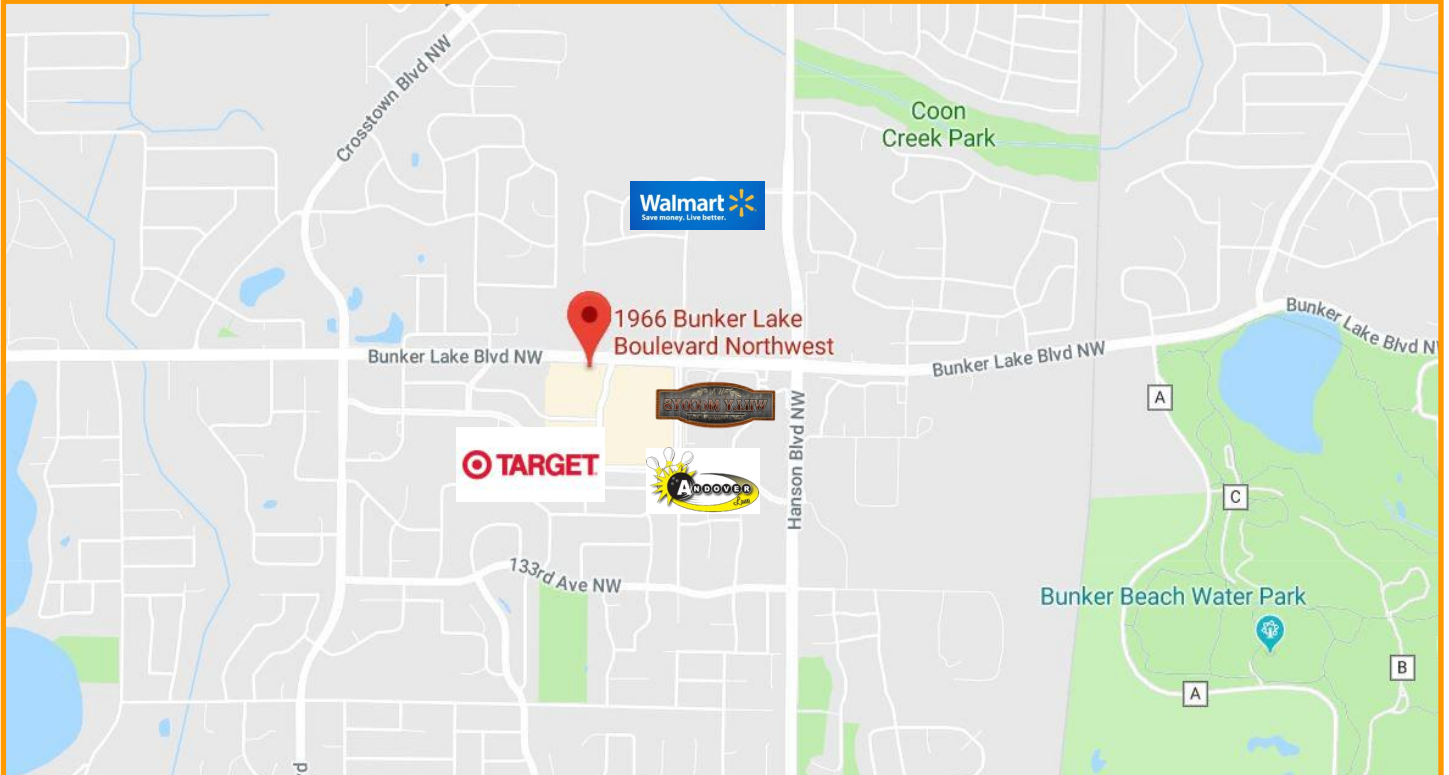 Crosstown Blvd NW
Coon
Creek Park
Walmart
Save money. Live better.
1966 Bunker Lake
Boulevard Northwest
Bunker Lake Blvd NW
Bunker Lake Blvd NW
Bunker Lake Blvd N
A
TARGET
ANDOVER
Hanson Blvd NW
C
133rd Ave NW
Bunker Beach Water Park
B
A